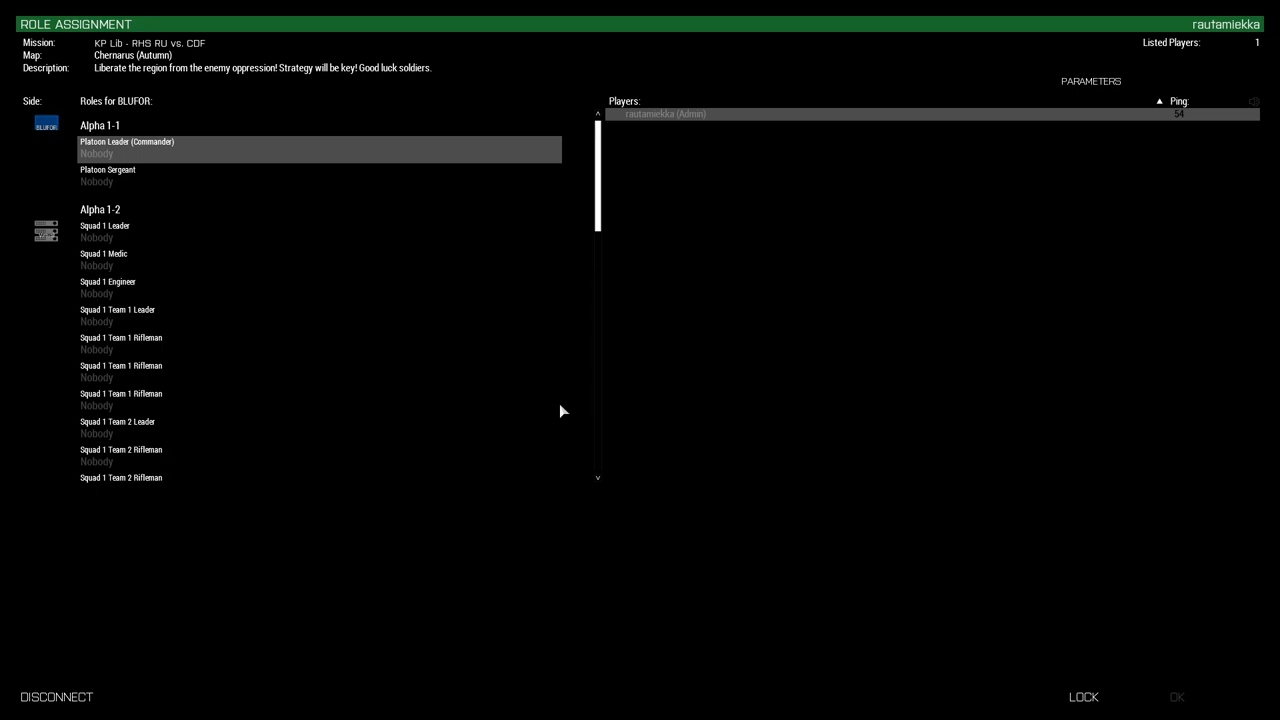 ROLE ASSIGNMENT
rautamiekka
Mission: KP Lib - RHS RU vs. CDF
Listed Players: 1
Map: Chernarus (Autumn)
Description: Liberate the region from the enemy oppression! Strategy will be key! Good luck soldiers.
PARAMETERS
Side: Roles for BLUFOR:
Players: Ping:
BLUFOR
Alpha 1-1
Platoon Leader (Commander)
Nobody
Platoon Sergeant
Nobody
Alpha 1-2
Squad 1 Leader
Nobody
Squad 1 Medic
Nobody
Squad 1 Engineer
Nobody
Squad 1 Team 1 Leader
Nobody
Squad 1 Team 1 Rifleman
Nobody
Squad 1 Team 1 Rifleman
Nobody
Squad 1 Team 1 Rifleman
Nobody
Squad 1 Team 2 Leader
Nobody
Squad 1 Team 2 Rifleman
Nobody
Squad 1 Team 2 Rifleman
rautamiekka (Admin) 54
DISCONNECT
LOCK
OK